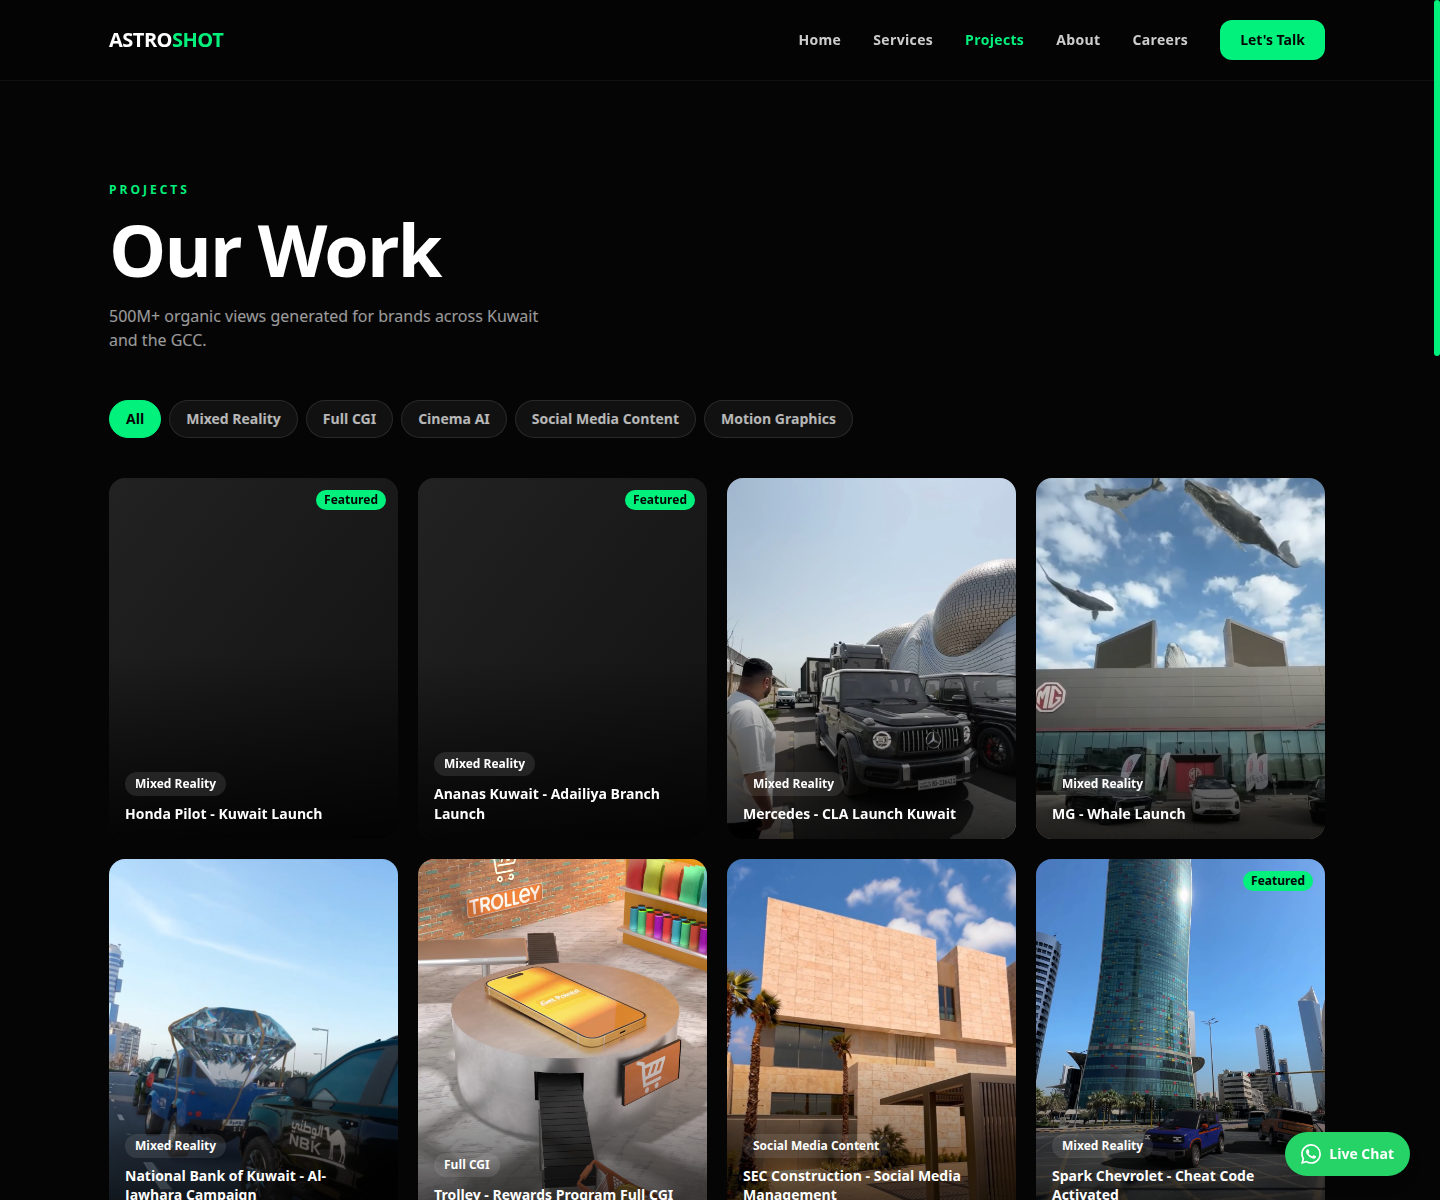 ASTROSHOT
Home
Services
Projects
About
Careers
Let's Talk
PROJECTS
Our Work
500M+ organic views generated for brands across Kuwait
and the GCC.
All
Mixed Reality
Full CGI
Cinema AI
Social Media Content
Motion Graphics
Featured
Mixed Reality
Honda Pilot - Kuwait Launch
Featured
Mixed Reality
Ananas Kuwait - Adailiya Branch
Launch
Mixed Reality
Mercedes - CLA Launch Kuwait
MG
Mixed Reality
MG - Whale Launch
الوطني
NBK
Mixed Reality
National Bank of Kuwait - Al-
Jawhara Campaign
TROLLEY
Full CGI
Trolley - Rewards Program Full CGI
Social Media Content
SEC Construction - Social Media
Management
Featured
Mixed Reality
Spark Chevrolet - Cheat Code
Activated
Live Chat